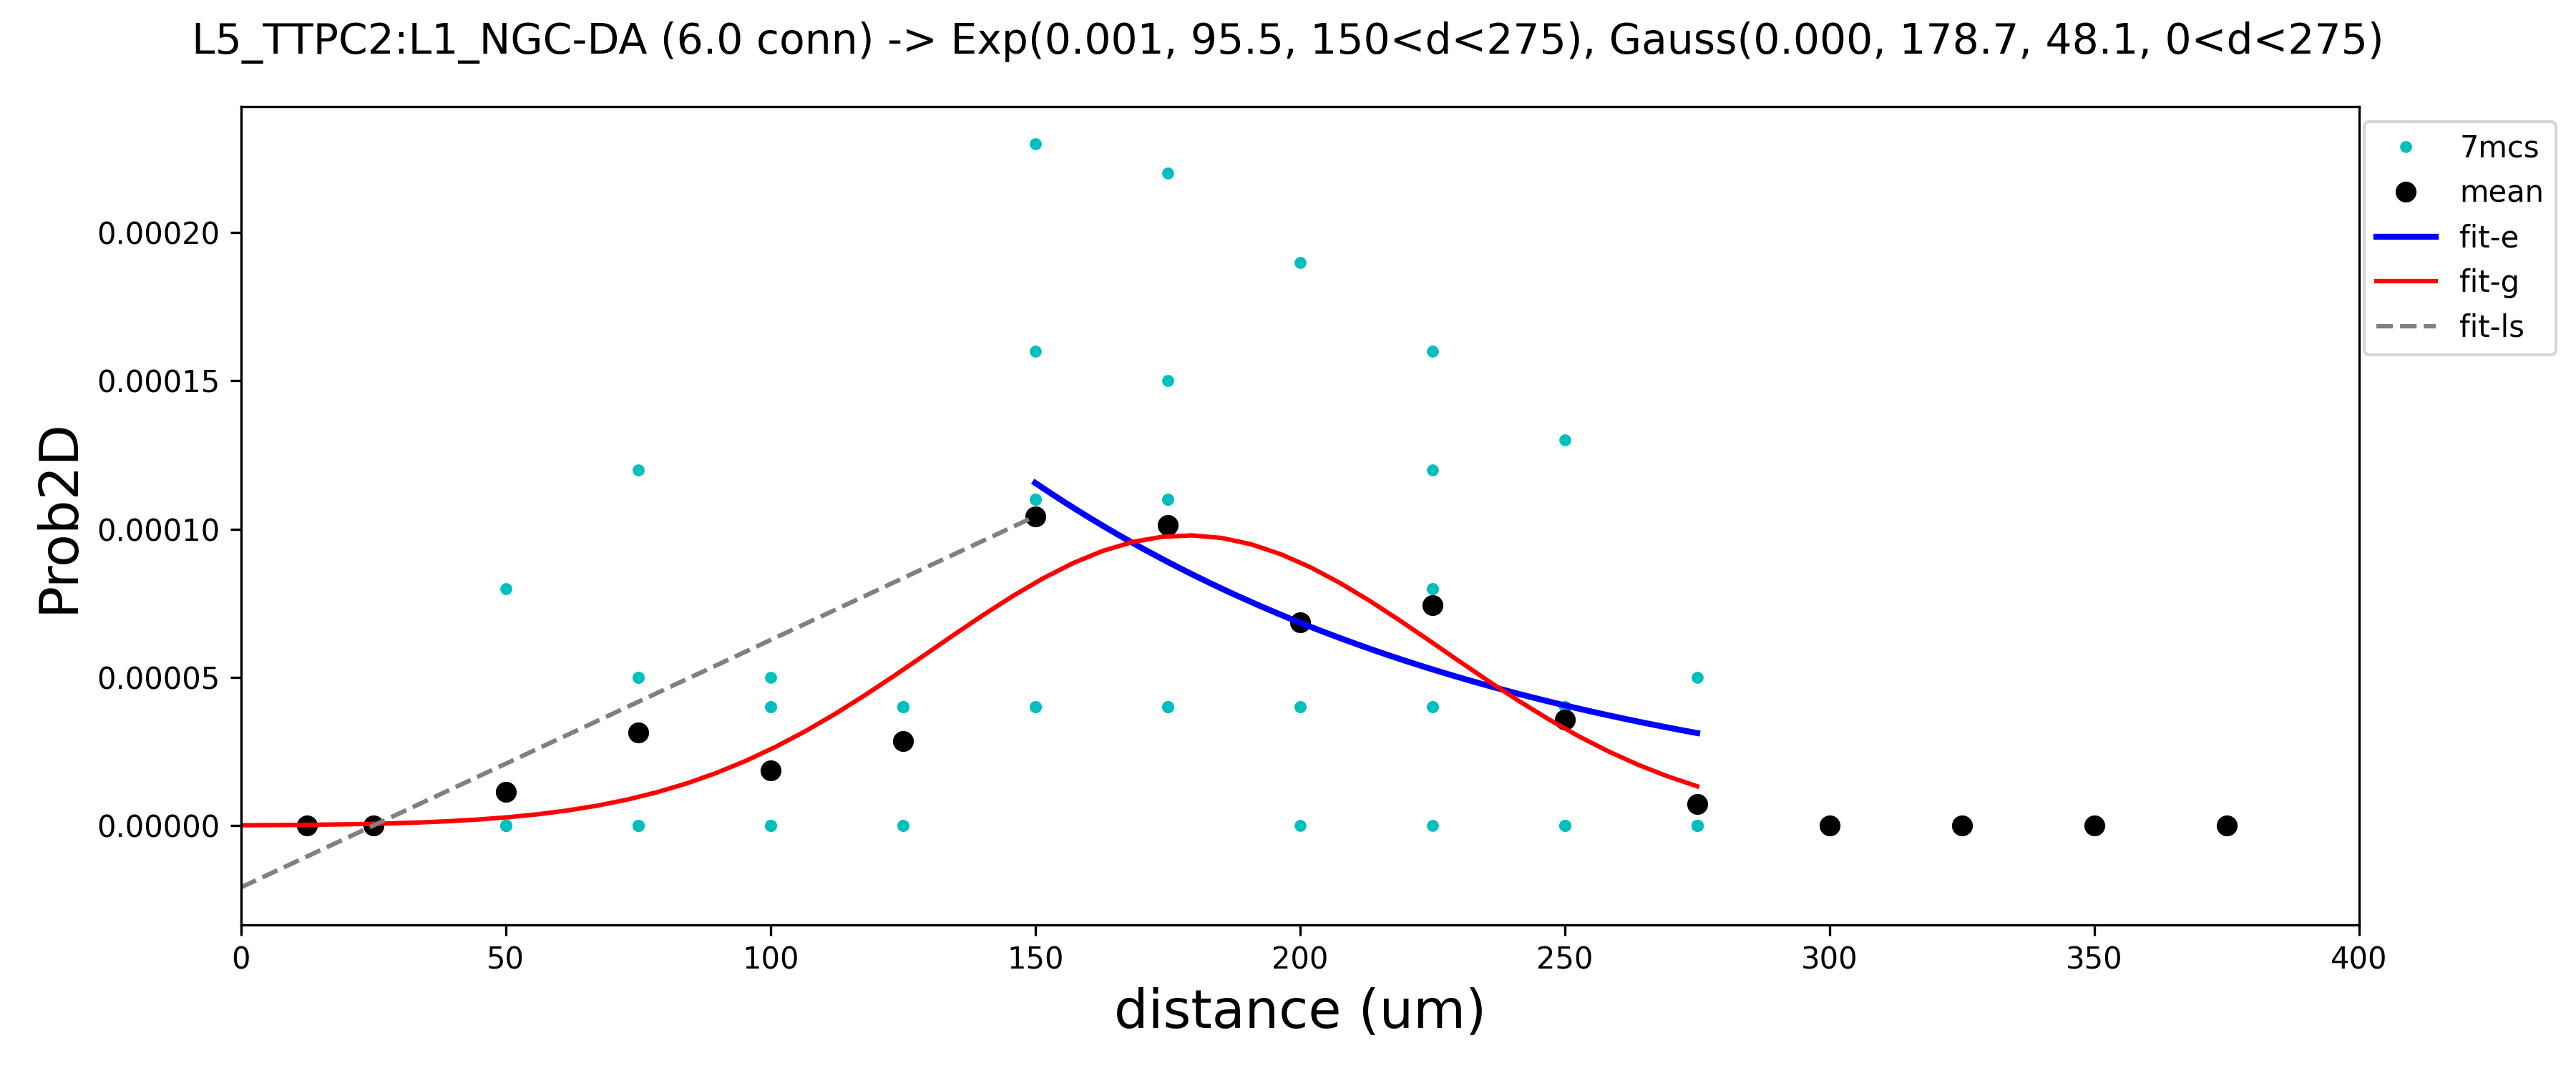 L5_TTPC2:L1_NGC-DA (6.0 conn) -> Exp(0.001, 95.5, 150<d<275), Gauss(0.000, 178.7, 48.1, 0<d<275)
7mcs
mean
fit-e
fit-g
fit-ls
Prob2D
0.00020
0.00015
0.00010
0.00005
0.00000
0 50 100 150 200 250 300 350 400
distance (um)